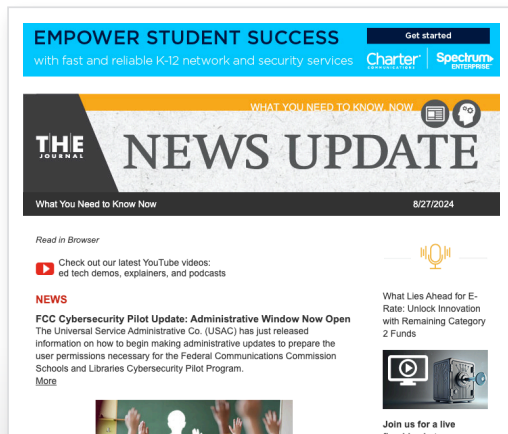 EMPOWER STUDENT SUCCESS
with fast and reliable K-12 network and security services
Get started
Charter
COMMUNICATIONS
Spectrum
ENTERPRISE
WHAT YOU NEED TO KNOW, NOW
THE
JOURNAL
NEWS UPDATE
What You Need to Know Now
8/27/2024
Read in Browser
Check out our latest YouTube videos:
ed tech demos, explainers, and podcasts
NEWS
FCC Cybersecurity Pilot Update: Administrative Window Now Open
The Universal Service Administrative Co. (USAC) has just released
information on how to begin making administrative updates to prepare the
user permissions necessary for the Federal Communications Commission
Schools and Libraries Cybersecurity Pilot Program.
More
What Lies Ahead for E-
Rate: Unlock Innovation
with Remaining Category
2 Funds
Join us for a live